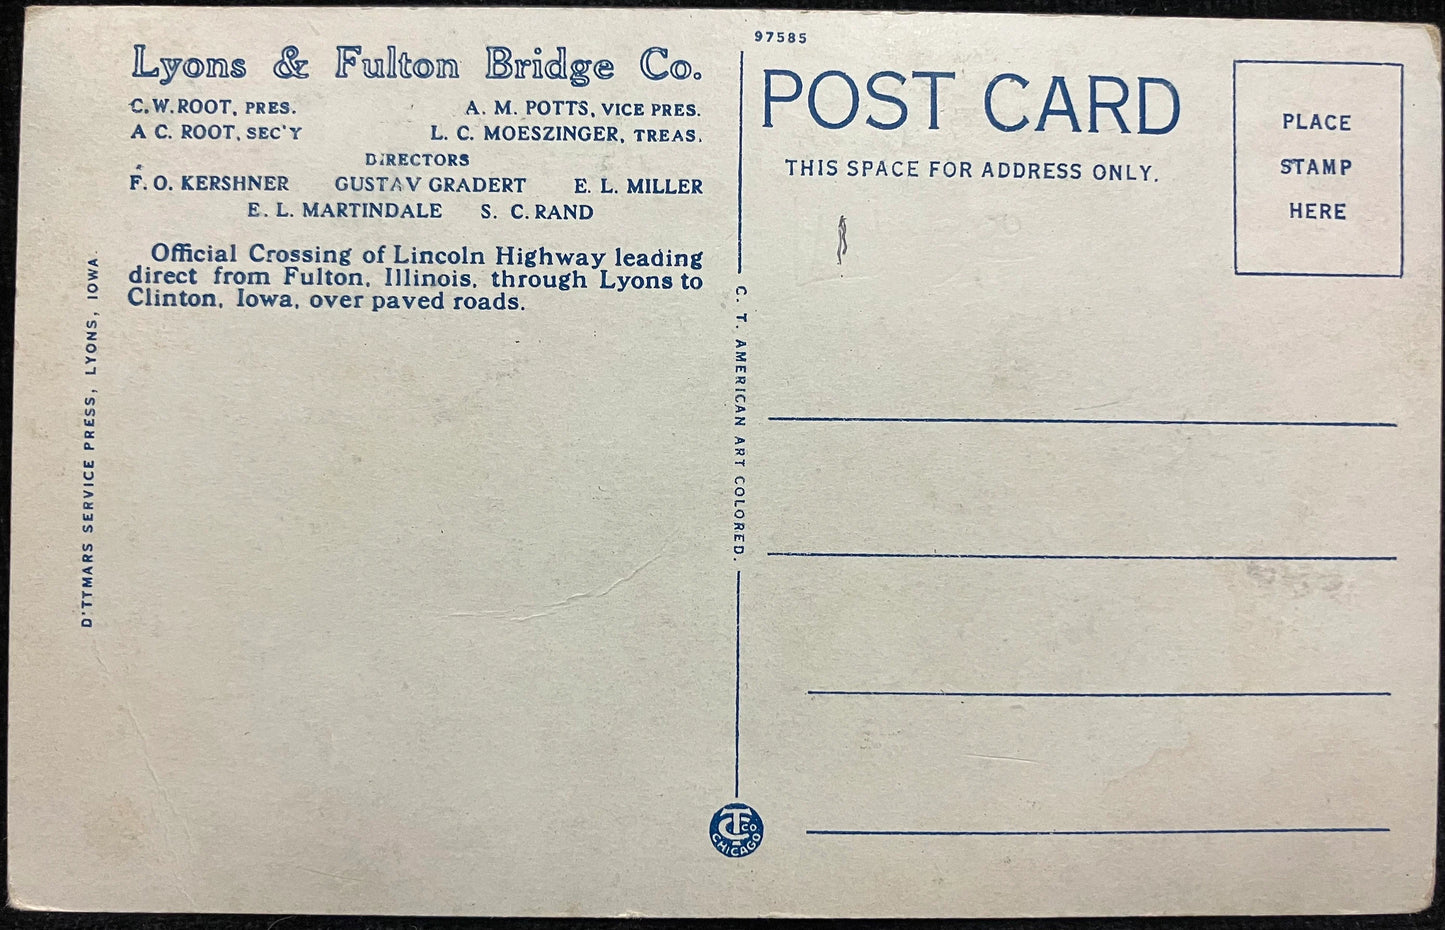 Lyons & Fulton Bridge Co.
C. W. ROOT, PRES. A. M. POTTS, VICE PRES.
A C. ROOT, SEC'Y L. C. MOESZINGER, TREAS.
DIRECTORS
F. O. KERSHNER GUSTAV GRADERT E. L. MILLER
E. L. MARTINDALE S. C. RAND
Official Crossing of Lincoln Highway leading
direct from Fulton, Illinois, through Lyons to
Clinton, Iowa, over paved roads.
D'TTMARS SERVICE PRESS, LYONS, IOWA.
C. T. AMERICAN ART COLORED.
CT CO. CHICAGO
97585
POST CARD
THIS SPACE FOR ADDRESS ONLY.
PLACE
STAMP
HERE